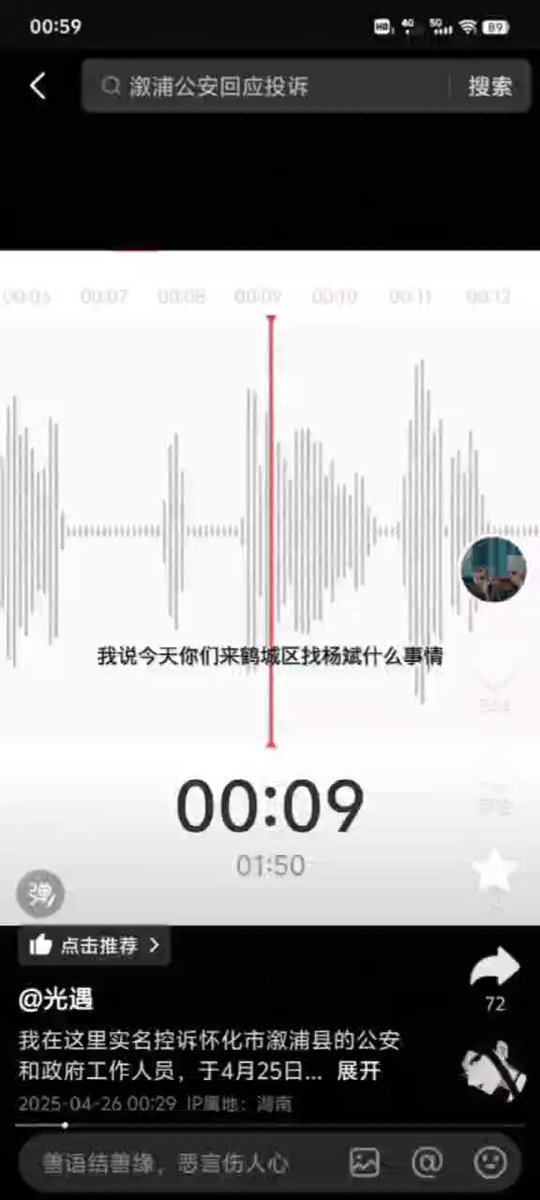 00:59
HD 4G 5G 89
溆浦公安回应投诉
搜索
00:06 00:07 00:08 00:09 00:10 00:11 00:12
我说今天你们来鹤城区找杨斌什么事情
00:09
01:50
弹
点击推荐 >
@光遇
72
我在这里实名控诉怀化市溆浦县的公安
和政府工作人员，于4月25日... 展开
2025-04-26 00:29 IP属地：湖南
善语结善缘，恶言伤人心